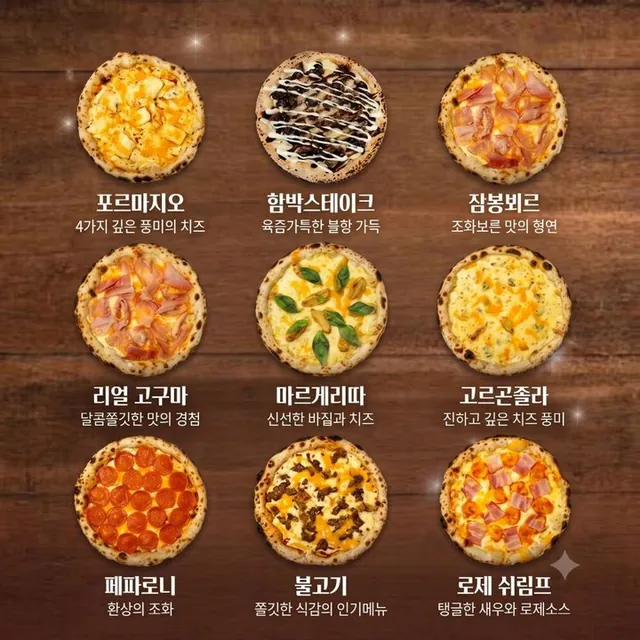 포르마지오
함박스테이크
잠봉뵈르
4가지 깊은 풍미의 치즈
육즙가득한 블항 가득
조화보른 맛의 형연
리얼 고구마
마르게리따
고르곤졸라
달콤쫄깃한 맛의 경첨
신선한 바질과 치즈
진하고 깊은 치즈 풍미
페파로니
불고기
로제 쉬림프
환상의 조화
쫄깃한 식감의 인기메뉴
탱글한 새우와 로제소스